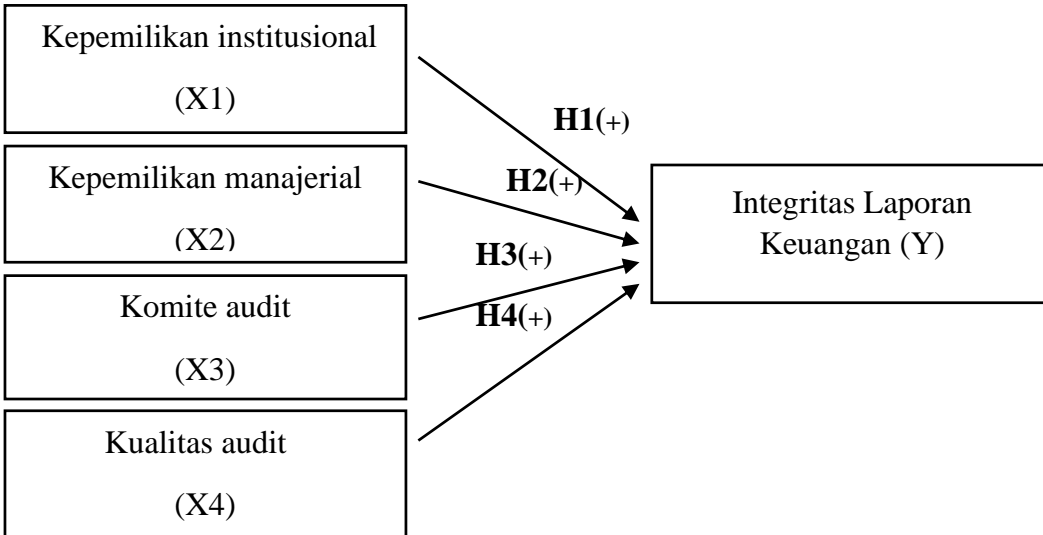 Kepemilikan institusional
(X1)
H1(+)
Kepemilikan manajerial
(X2)
H2(+)
Integritas Laporan
Keuangan (Y)
H3(+)
Komite audit
(X3)
H4(+)
Kualitas audit
(X4)